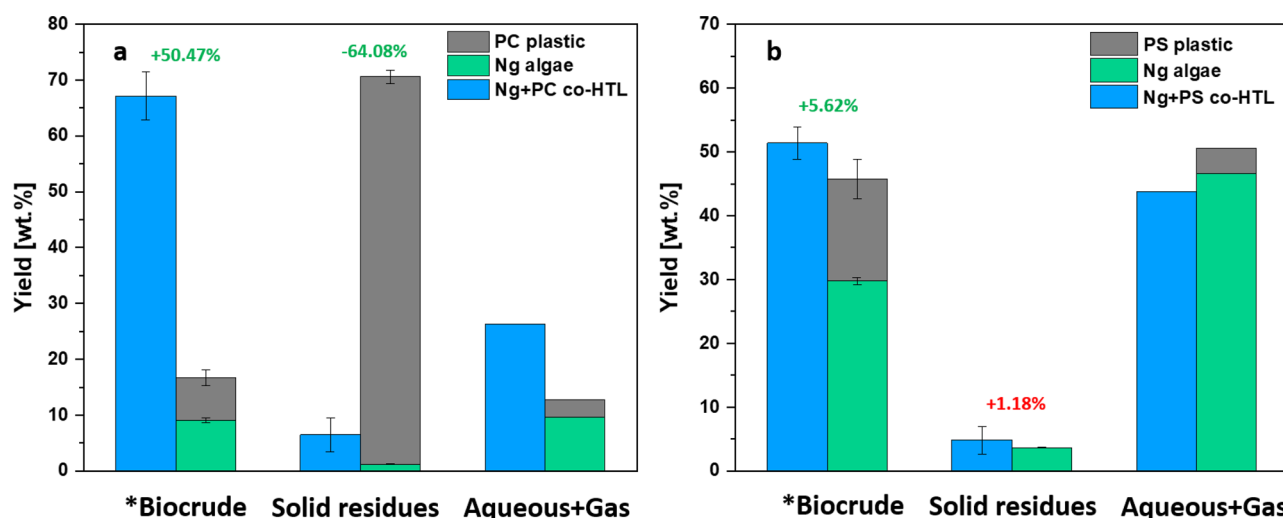 a
+50.47%
-64.08%
PC plastic
Ng algae
Ng+PC co-HTL
Yield [wt.%]
80
70
60
50
40
30
20
10
0
*Biocrude
Solid residues
Aqueous+Gas
b
+5.62%
+1.18%
PS plastic
Ng algae
Ng+PS co-HTL
Yield [wt.%]
70
60
50
40
30
20
10
0
*Biocrude
Solid residues
Aqueous+Gas